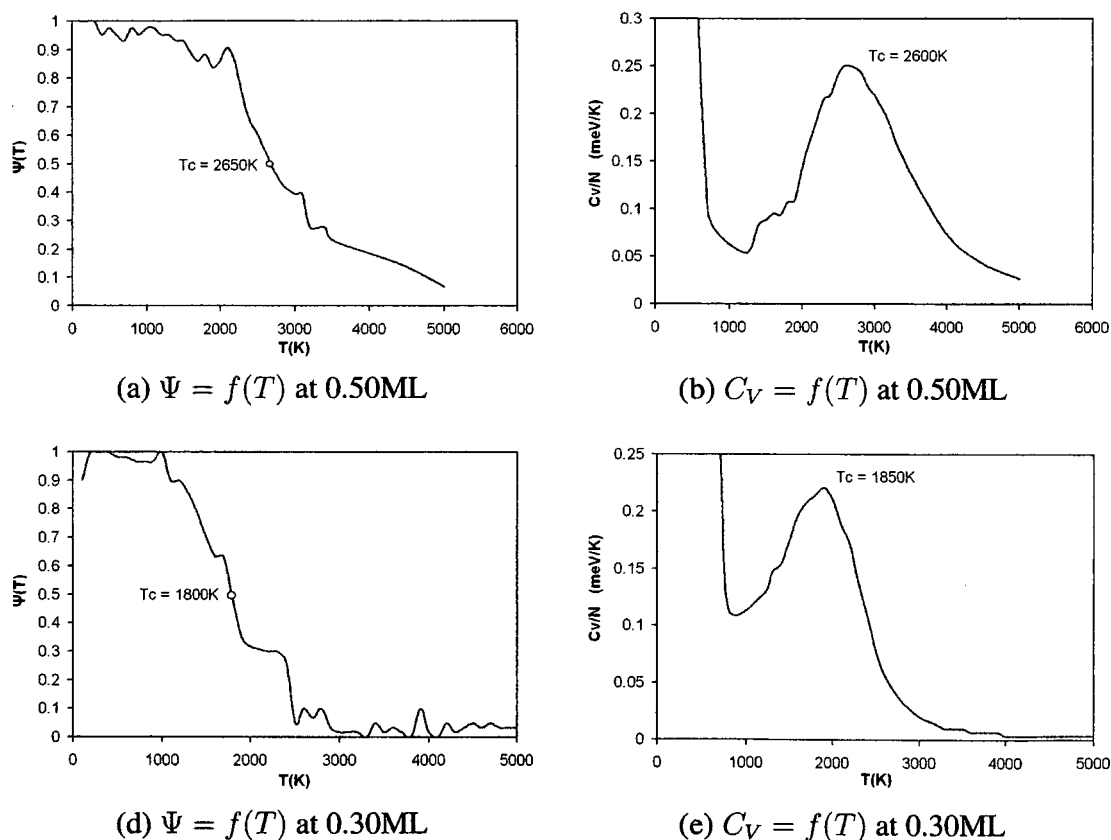 1
0.9
0.8
0.7
0.6
0.5
0.4
0.3
0.2
0.1
0
Ψ(T)
Tc = 2650K
0 1000 2000 3000 4000 5000 6000
T(K)
(a) Ψ = f(T) at 0.50ML
0.3
0.25
0.2
0.15
0.1
0.05
0
Cv/N (meV/K)
Tc = 2600K
0 1000 2000 3000 4000 5000 6000
T(K)
(b) C_V = f(T) at 0.50ML
1
0.9
0.8
0.7
0.6
0.5
0.4
0.3
0.2
0.1
0
Ψ(T)
Tc = 1800K
0 1000 2000 3000 4000 5000
T(K)
(d) Ψ = f(T) at 0.30ML
0.25
0.2
0.15
0.1
0.05
0
Cv/N (meV/K)
Tc = 1850K
0 1000 2000 3000 4000 5000
T(K)
(e) C_V = f(T) at 0.30ML